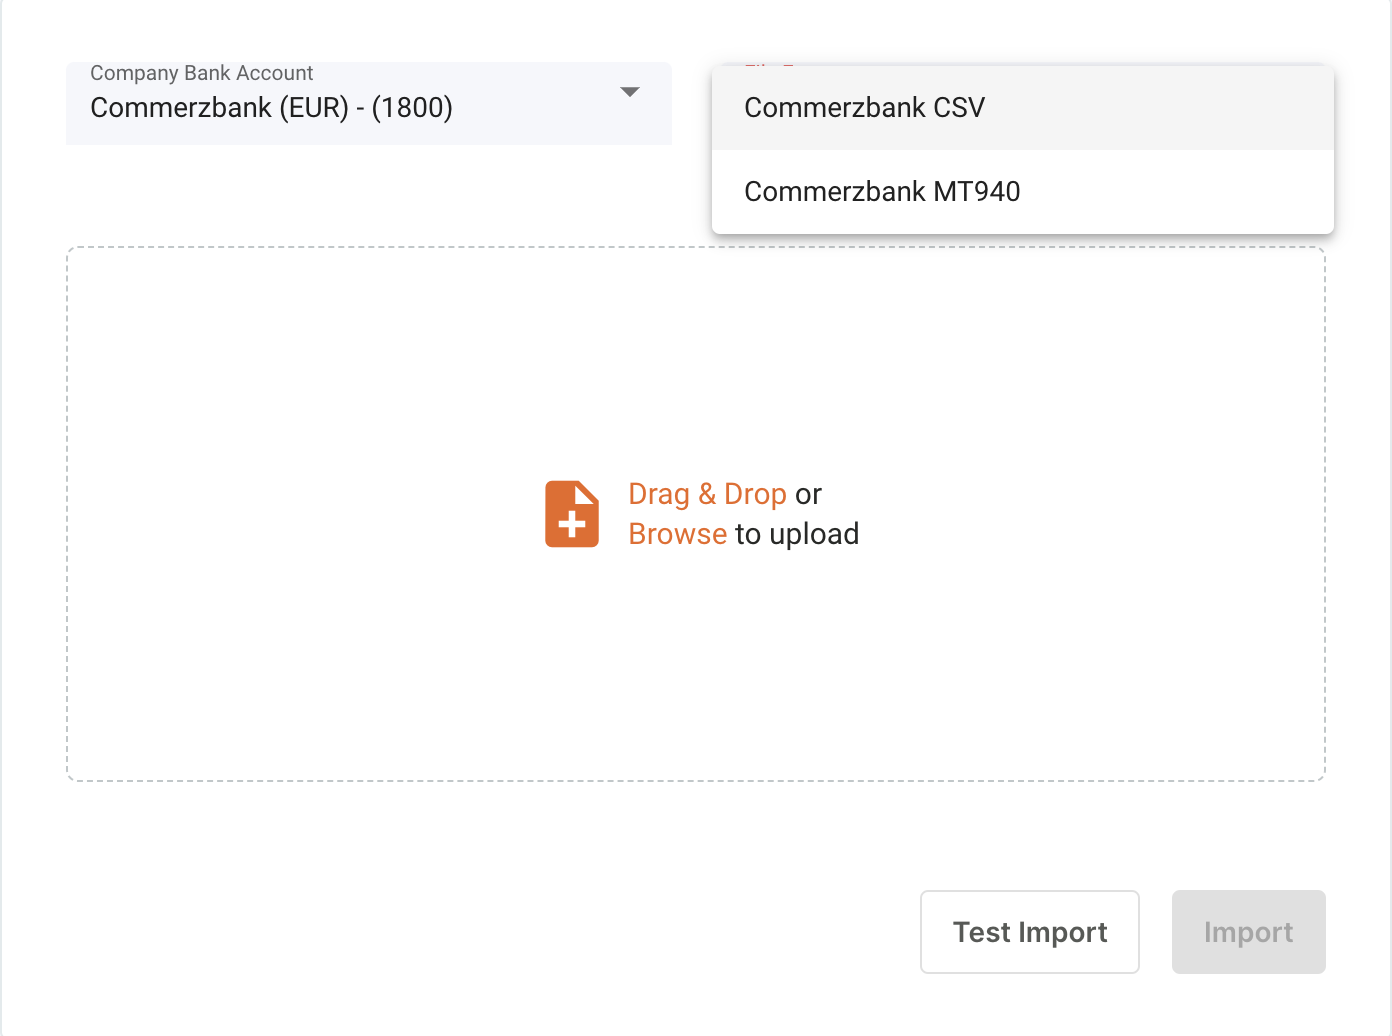 Company Bank Account
Commerzbank (EUR) - (1800)
Commerzbank CSV
Commerzbank MT940
Drag & Drop or
Browse to upload
Test Import
Import